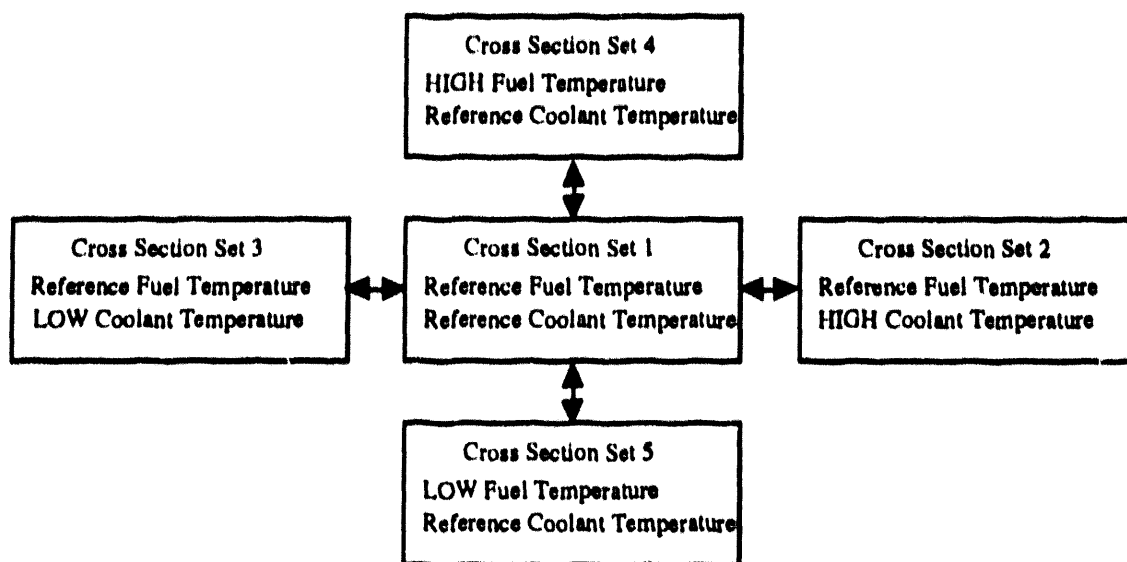 Cross Section Set 4
HIGH Fuel Temperature
Reference Coolant Temperature
Cross Section Set 3
Reference Fuel Temperature
LOW Coolant Temperature
Cross Section Set 1
Reference Fuel Temperature
Reference Coolant Temperature
Cross Section Set 2
Reference Fuel Temperature
HIGH Coolant Temperature
Cross Section Set 5
LOW Fuel Temperature
Reference Coolant Temperature